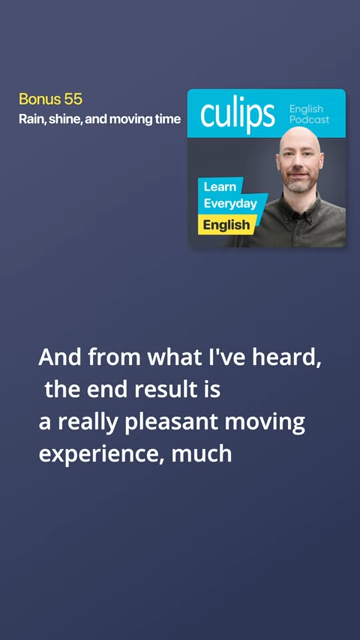 Bonus 55
Rain, shine, and moving time
culips
English
Podcast
Learn
Everyday
English
And from what I've heard,
the end result is
a really pleasant moving
experience, much